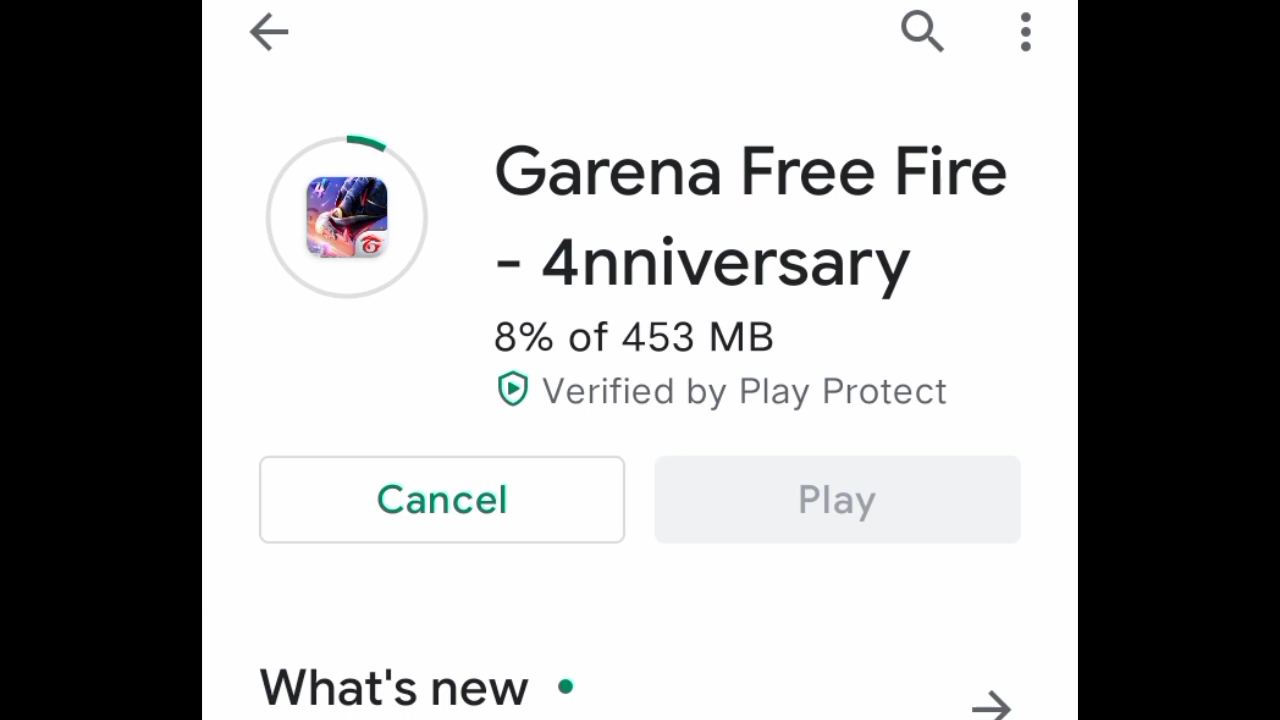 Garena Free Fire
- 4nniversary
8% of 453 MB
Verified by Play Protect
Cancel
Play
What's new